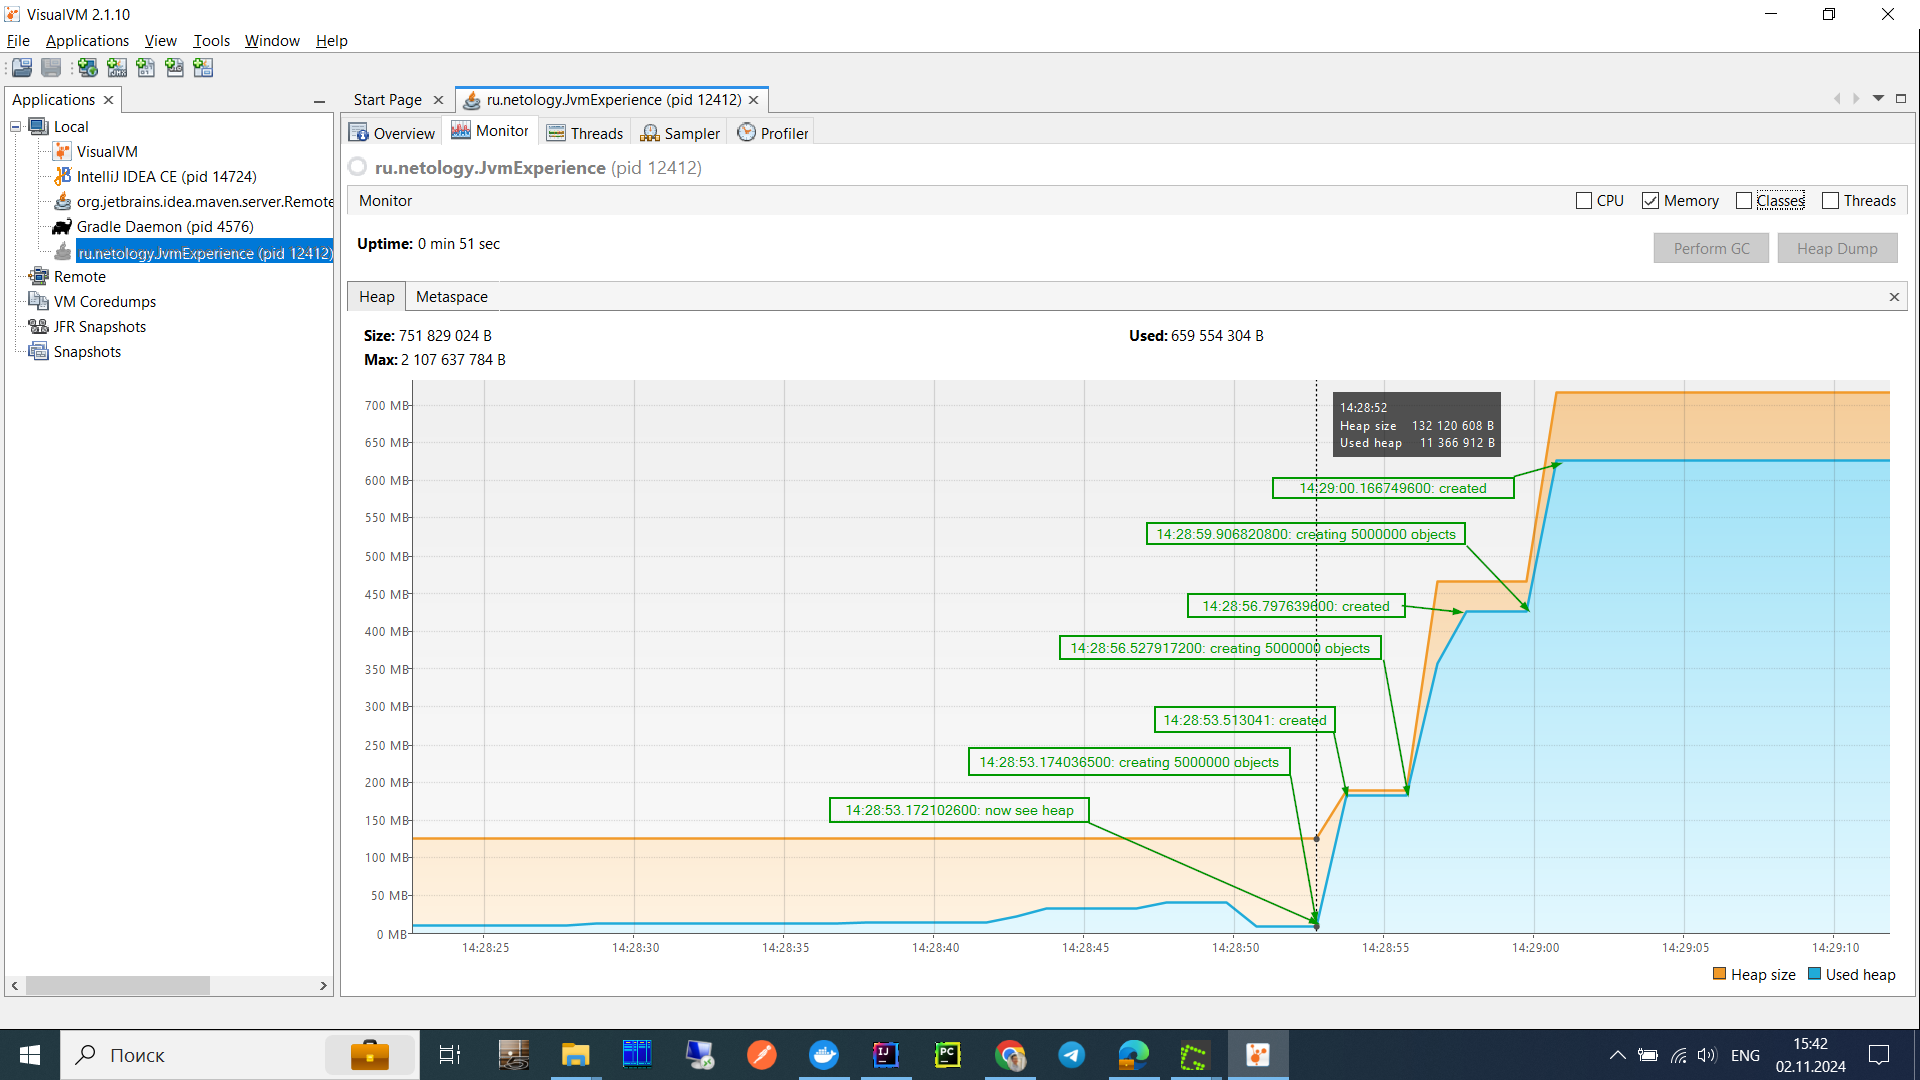 VisualVM 2.1.10
File Applications View Tools Window Help
Applications
Start Page
ru.netology.JvmExperience (pid 12412)
Local
VisualVM
IntelliJ IDEA CE (pid 14724)
org.jetbrains.idea.maven.server.Remote
Gradle Daemon (pid 4576)
ru.netology.JvmExperience (pid 12412)
Remote
VM Coredumps
JFR Snapshots
Snapshots
Overview Monitor Threads Sampler Profiler
ru.netology.JvmExperience (pid 12412)
Monitor
CPU Memory Classes Threads
Uptime: 0 min 51 sec
Perform GC Heap Dump
Heap Metaspace
Size: 751 829 024 B
Used: 659 554 304 B
Max: 2 107 637 784 B
700 MB
650 MB
600 MB
550 MB
500 MB
450 MB
400 MB
350 MB
300 MB
250 MB
200 MB
150 MB
100 MB
50 MB
0 MB
14:28:52
Heap size 132 120 608 B
Used heap 11 366 912 B
14:29:00.166749600: created
14:28:59.906820800: creating 5000000 objects
14:28:56.797639600: created
14:28:56.527917200: creating 5000000 objects
14:28:53.513041: created
14:28:53.174036500: creating 5000000 objects
14:28:53.172102600: now see heap
14:28:25 14:28:30 14:28:35 14:28:40 14:28:45 14:28:50 14:28:55 14:29:00 14:29:05 14:29:10
Heap size Used heap
Поиск
IJ
PC
ENG
15:42
02.11.2024